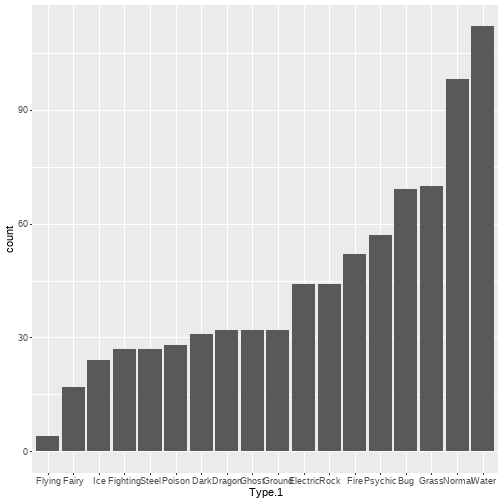 count
90
60
30
0
Flying Fairy Ice Fighting Steel Poison Dark Dragon Ghost Ground Electric Rock Fire Psychic Bug Grass Normal Water
Type.1